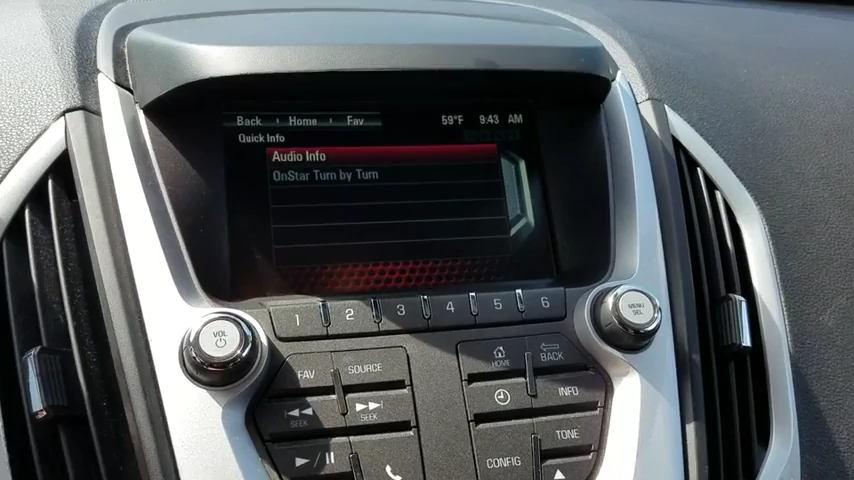 Back Home Fav 59°F 9:43 AM
Quick Info
Audio Info
OnStar Turn by Turn
1 2 3 4 5 6
VOL
MENU
SEL
FAV SOURCE
HOME BACK
SEEK SEEK
INFO
TONE
CONFIG